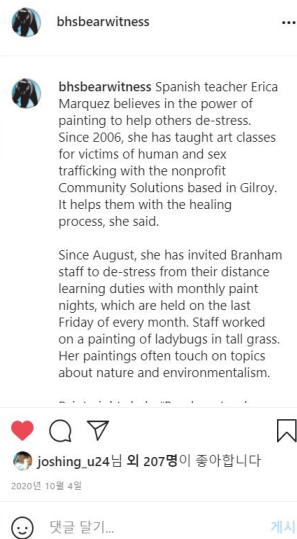 bhsbearwitness
bhsbearwitness Spanish teacher Erica
Marquez believes in the power of
painting to help others de-stress.
Since 2006, she has taught art classes
for victims of human and sex
trafficking with the nonprofit
Community Solutions based in Gilroy.
It helps them with the healing
process, she said.
Since August, she has invited Branham
staff to de-stress from their distance
learning duties with monthly paint
nights, which are held on the last
Friday of every month. Staff worked
on a painting of ladybugs in tall grass.
Her paintings often touch on topics
about nature and environmentalism.
joshing_u24님 외 207명이 좋아합니다
2020년 10월 4일
댓글 달기...
게시